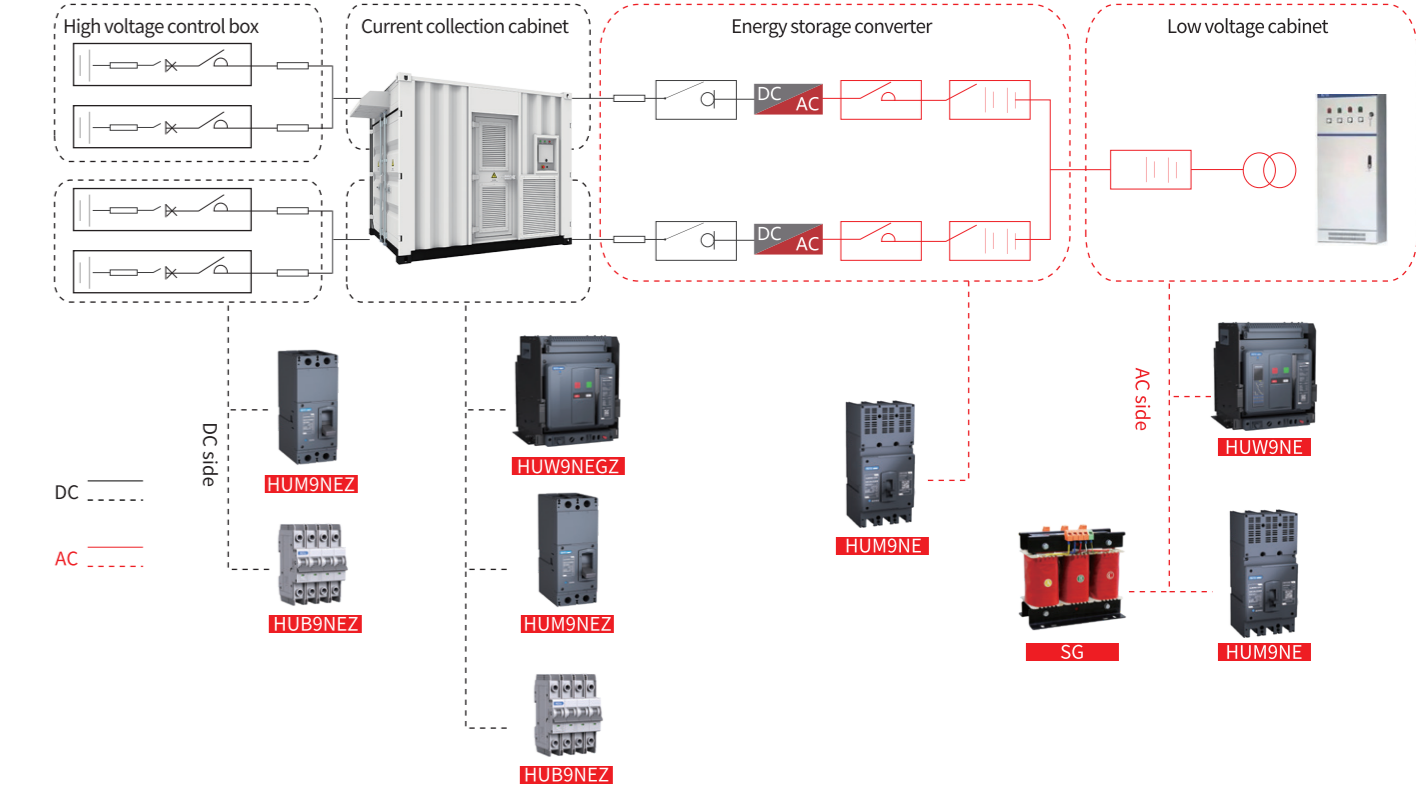 High voltage control box
Current collection cabinet
Energy storage converter
Low voltage cabinet
DC
AC
DC
AC
DC side
AC side
HUM9NEZ
HUW9NEGZ
HUW9NE
DC
HUM9NE
AC
HUB9NEZ
HUM9NEZ
SG
HUM9NE
HUB9NEZ